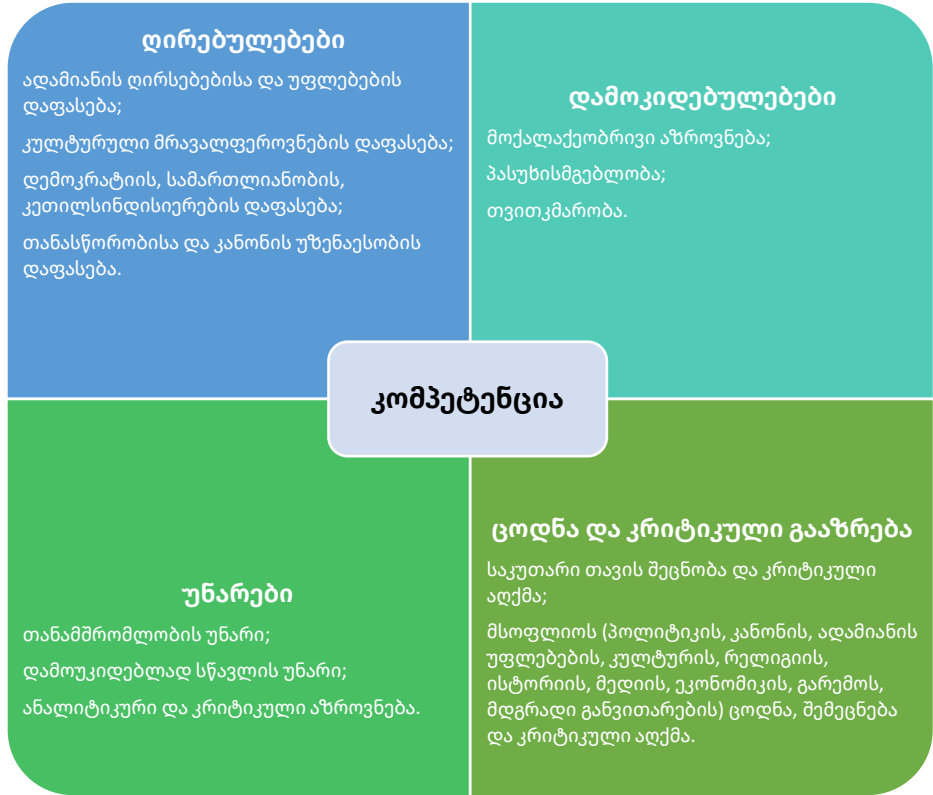 ღირებულებები
ადამიანის ღირსებებისა და უფლებების
დაფასება;
კულტურული მრავალფეროვნების დაფასება;
დემოკრატიის, სამართლიანობის,
კეთილსინდისიერების დაფასება;
თანასწორობისა და კანონის უზენაესობის
დაფასება.
დამოკიდებულებები
მოქალაქეობრივი აზროვნება;
პასუხისმგებლობა;
თვითკმარობა.
კომპეტენცია
უნარები
თანამშრომლობის უნარი;
დამოუკიდებლად სწავლის უნარი;
ანალიტიკური და კრიტიკული აზროვნება.
ცოდნა და კრიტიკული გააზრება
საკუთარი თავის შეცნობა და კრიტიკული
აღქმა;
მსოფლიოს (პოლიტიკის, კანონის, ადამიანის
უფლებების, კულტურის, რელიგიის,
ისტორიის, მედიის, ეკონომიკის, გარემოს,
მდგრადი განვითარების) ცოდნა, შემეცნება
და კრიტიკული აღქმა.